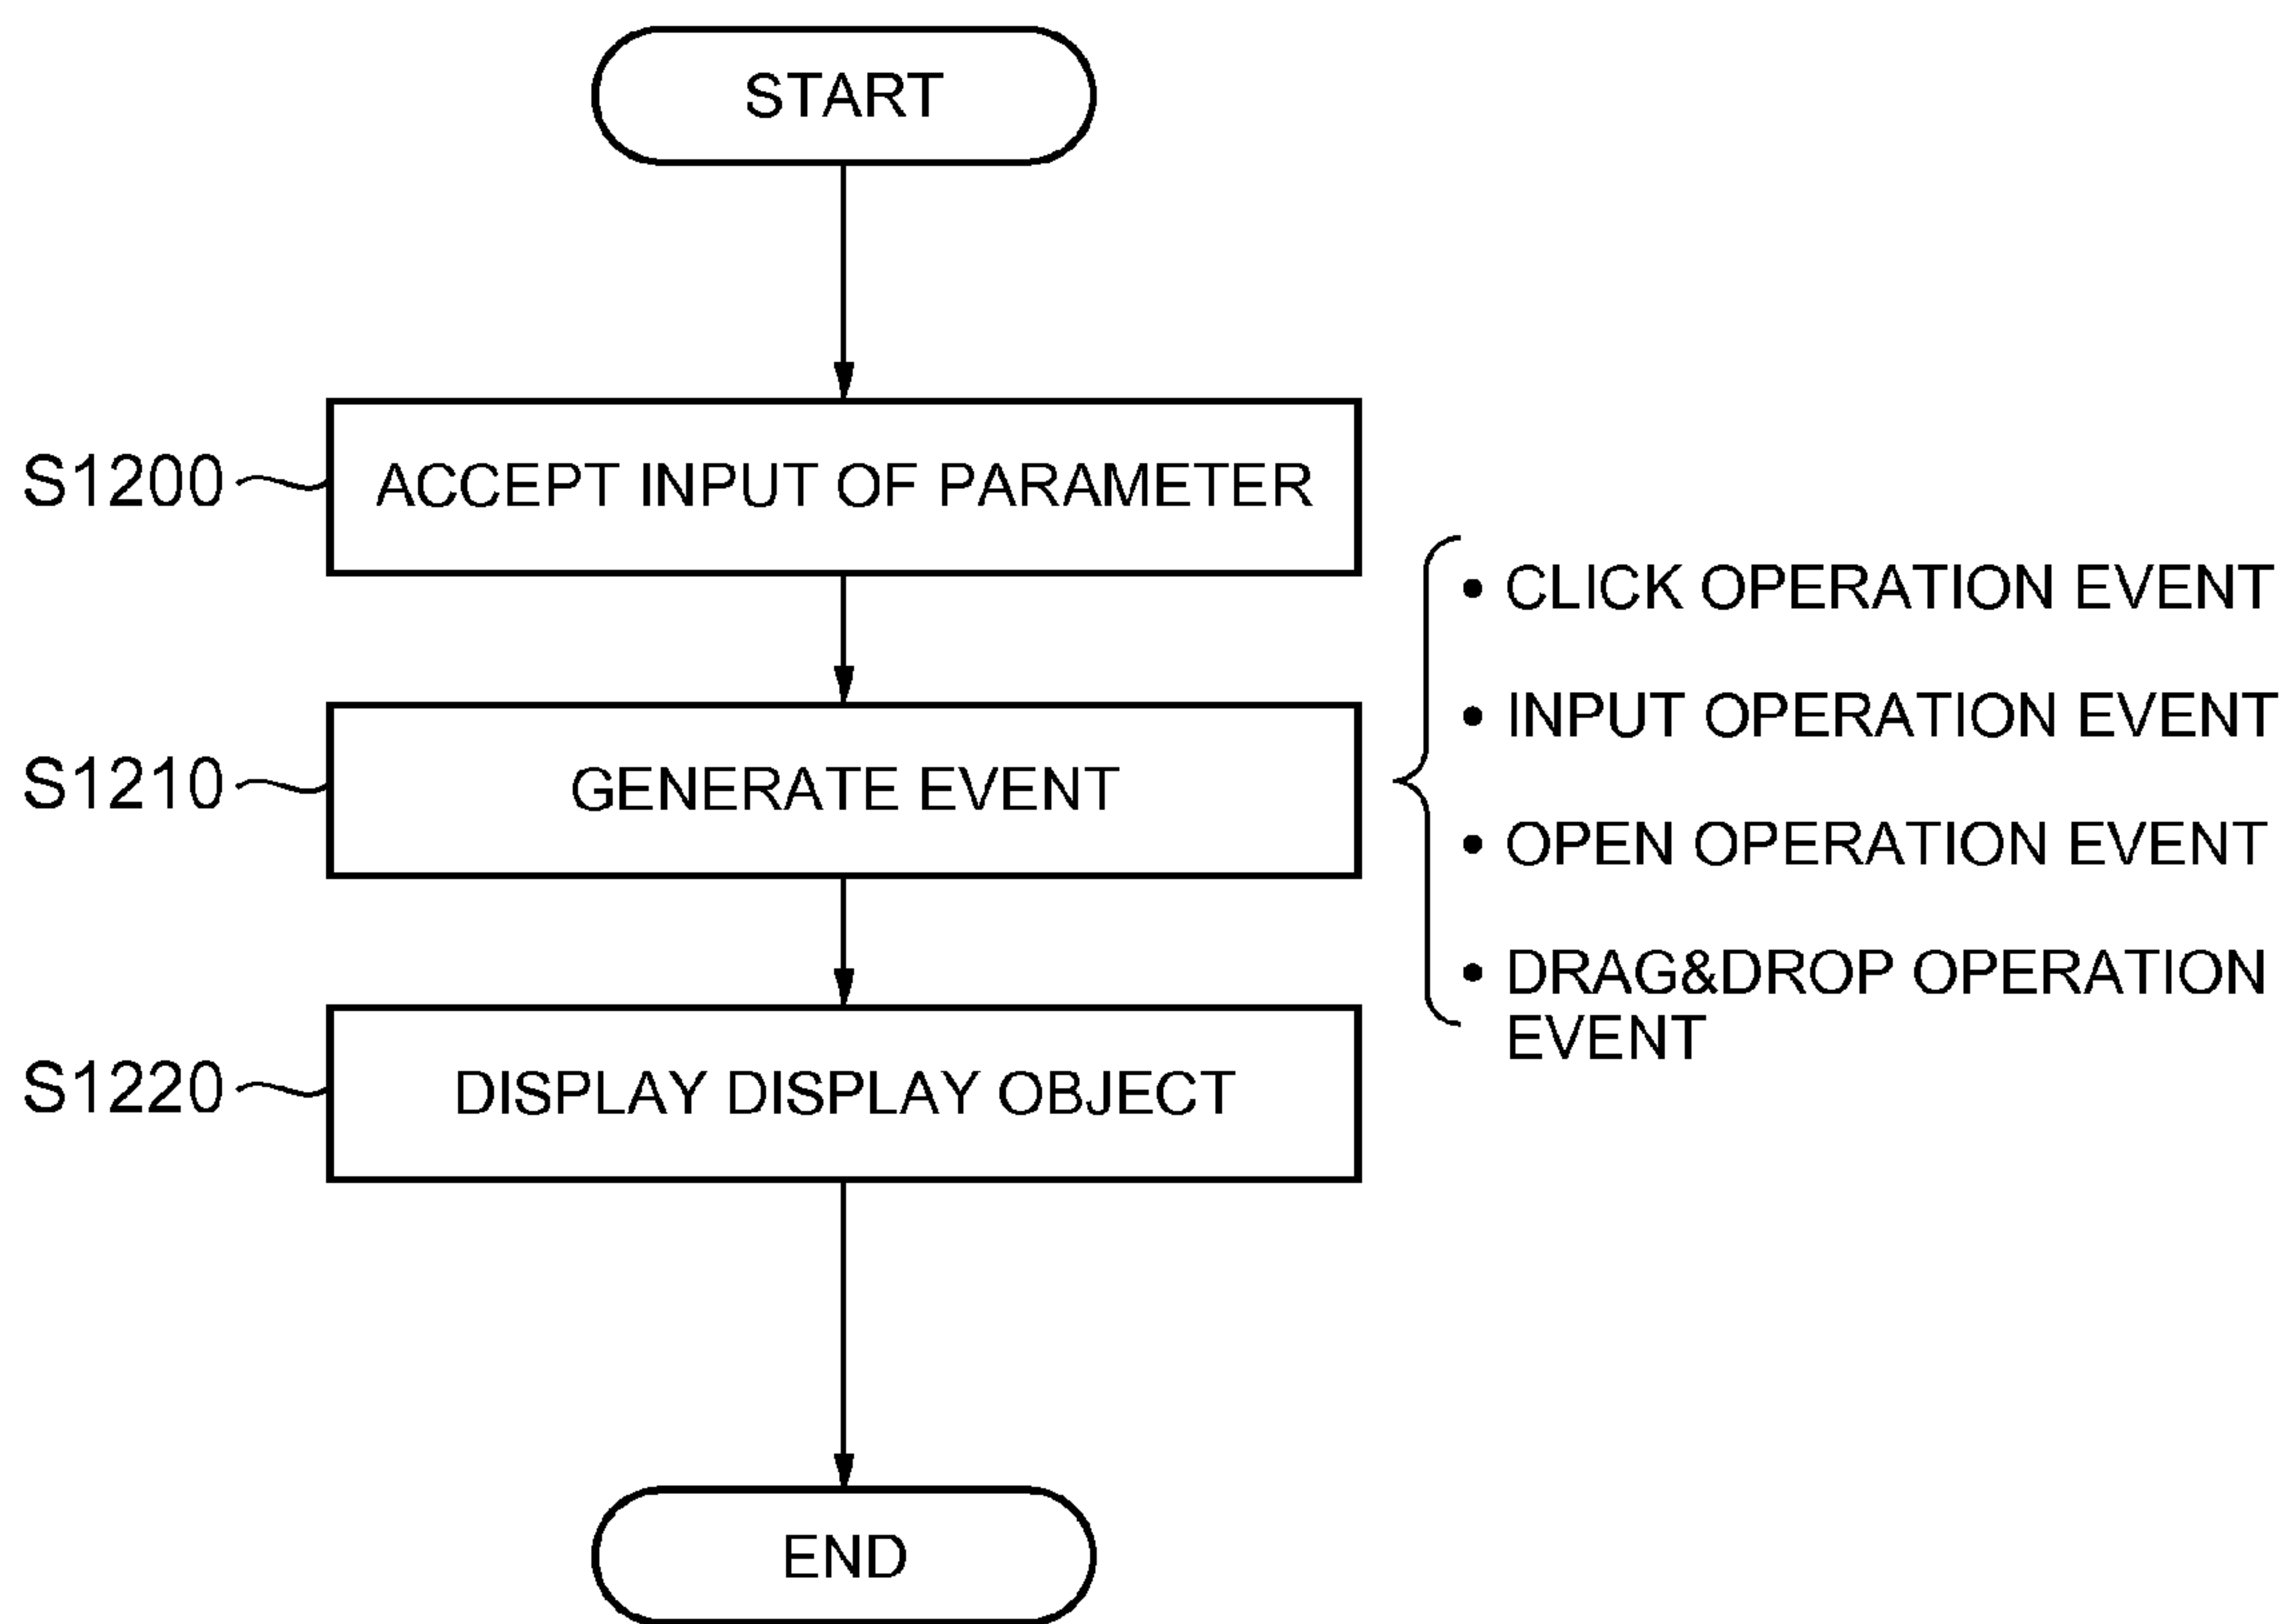 START
S1200
ACCEPT INPUT OF PARAMETER
S1210
GENERATE EVENT
• CLICK OPERATION EVENT
• INPUT OPERATION EVENT
• OPEN OPERATION EVENT
• DRAG&DROP OPERATION
EVENT
S1220
DISPLAY DISPLAY OBJECT
END